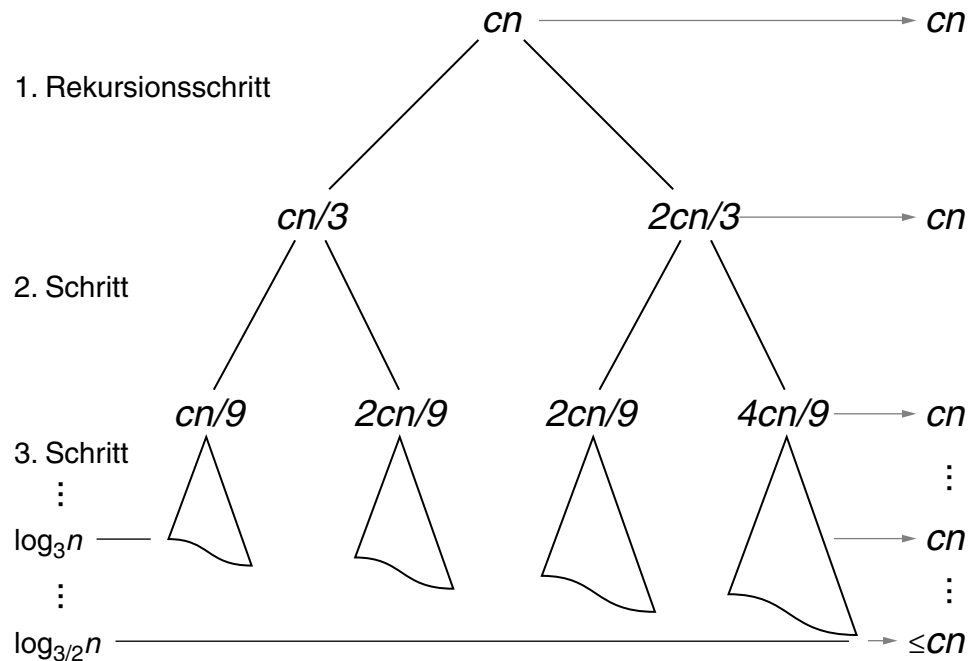 cn cn
1. Rekursionsschritt
cn/3 2cn/3 cn
2. Schritt
cn/9 2cn/9 2cn/9 4cn/9 cn
3. Schritt
⋮ ⋮
log₃n cn
⋮ ⋮
log₃/₂n ≤cn